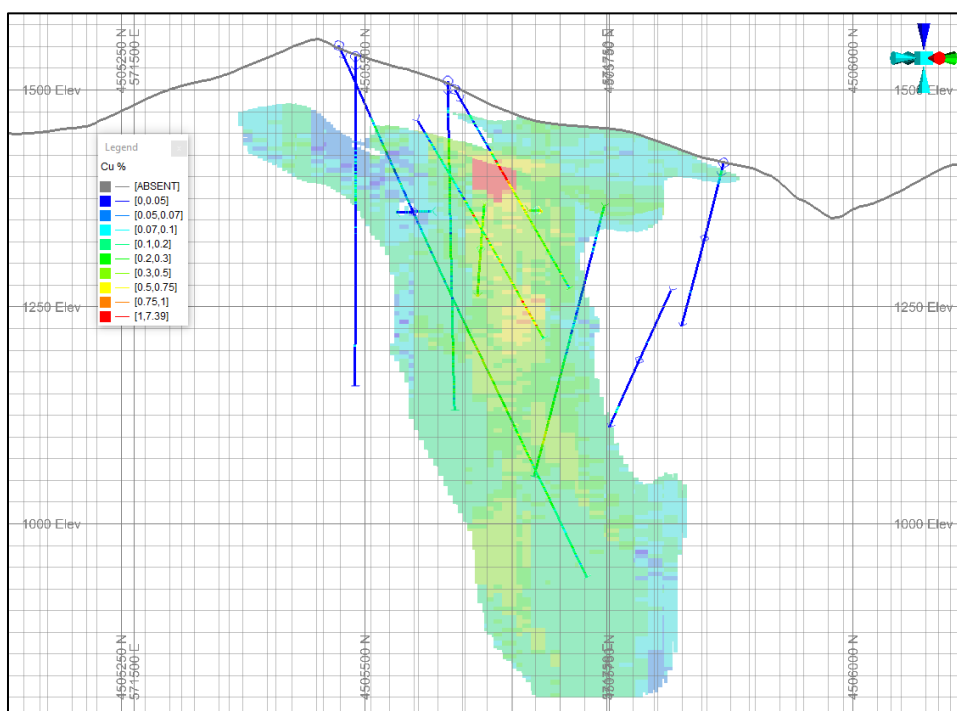 4505250 N
571500 E
4505500 N
4506000 N
1500 Elev
1500 Elev
Legend
Cu %
[ABSENT]
[0,0.05]
[0.05,0.07]
[0.07,0.1]
[0.1,0.2]
[0.2,0.3]
[0.3,0.5]
[0.5,0.75]
[0.75,1]
[1,7.39]
1250 Elev
1250 Elev
1000 Elev
1000 Elev
4505250 N
571500 E
4505500 N
4506000 N